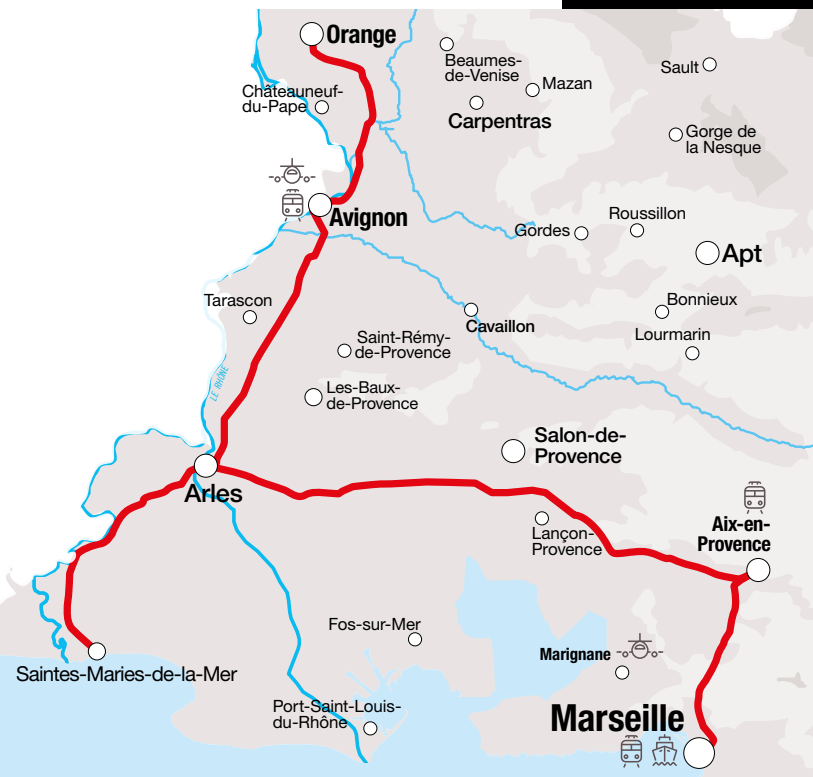 Orange
Beaumes-
de-Venise
Sault
Mazan
Châteauneuf-
du-Pape
Carpentras
Gorge de
la Nesque
Avignon
Roussillon
Gordes
Apt
Tarascon
Bonnieux
Cavaillon
Saint-Rémy-
de-Provence
Lourmarin
LE RHÔNE
Les-Baux-
de-Provence
Salon-de-
Provence
Arles
Lançon-
Provence
Aix-en-
Provence
Fos-sur-Mer
Marignane
Saintes-Maries-de-la-Mer
Port-Saint-Louis-
du-Rhône
Marseille